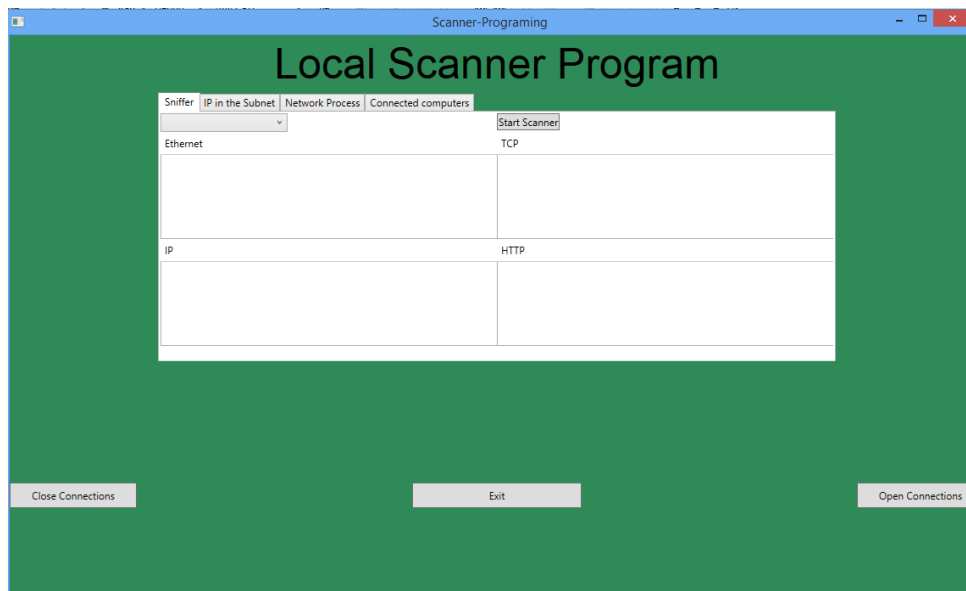 Scanner-Programing
Local Scanner Program
Sniffer IP in the Subnet Network Process Connected computers
Start Scanner
Ethernet TCP
IP HTTP
Close Connections Exit Open Connections